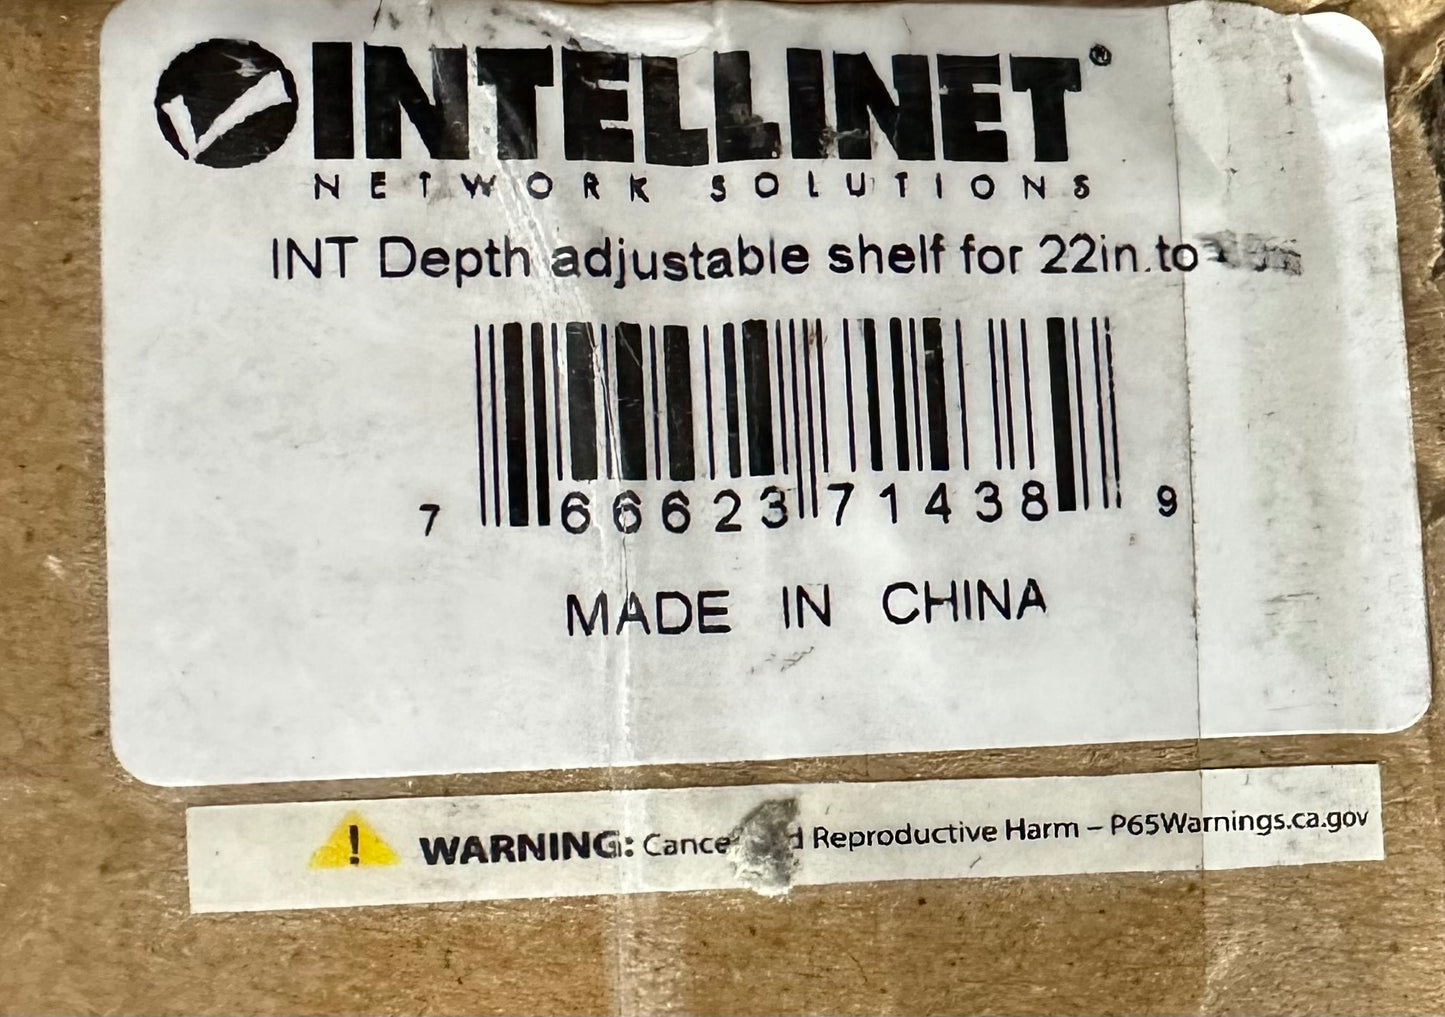 INTELLINET®
NETWORK SOLUTIONS
INT Depth adjustable shelf for 22in.to
7 66623 71438 9
MADE IN CHINA
! WARNING: Reproductive Harm – P65Warnings.ca.gov